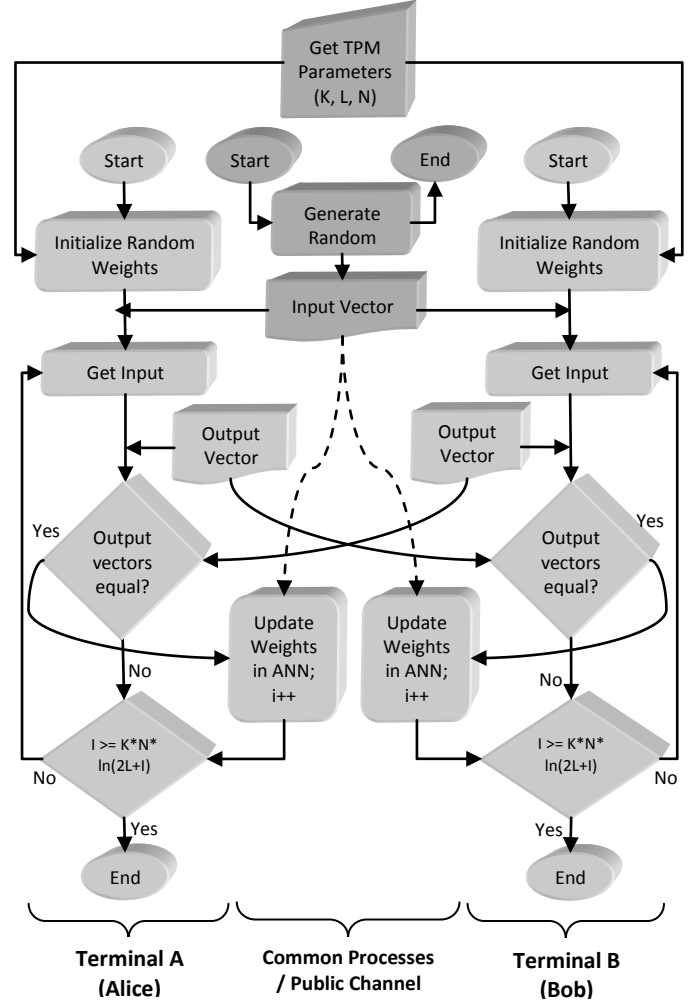 Get TPM
Parameters
(K, L, N)
Start
Start
End
Start
Initialize Random
Weights
Generate
Random
Initialize Random
Weights
Input Vector
Get Input
Get Input
Output
Vector
Output
Vector
Yes
Output
vectors
equal?
Yes
Output
vectors
equal?
Update
Weights
in ANN;
i++
Update
Weights
in ANN;
i++
No
No
I >= K*N*
ln(2L+I)
I >= K*N*
ln(2L+I)
No
No
Yes
Yes
End
End
Terminal A
(Alice)
Common Processes
/ Public Channel
Terminal B
(Bob)